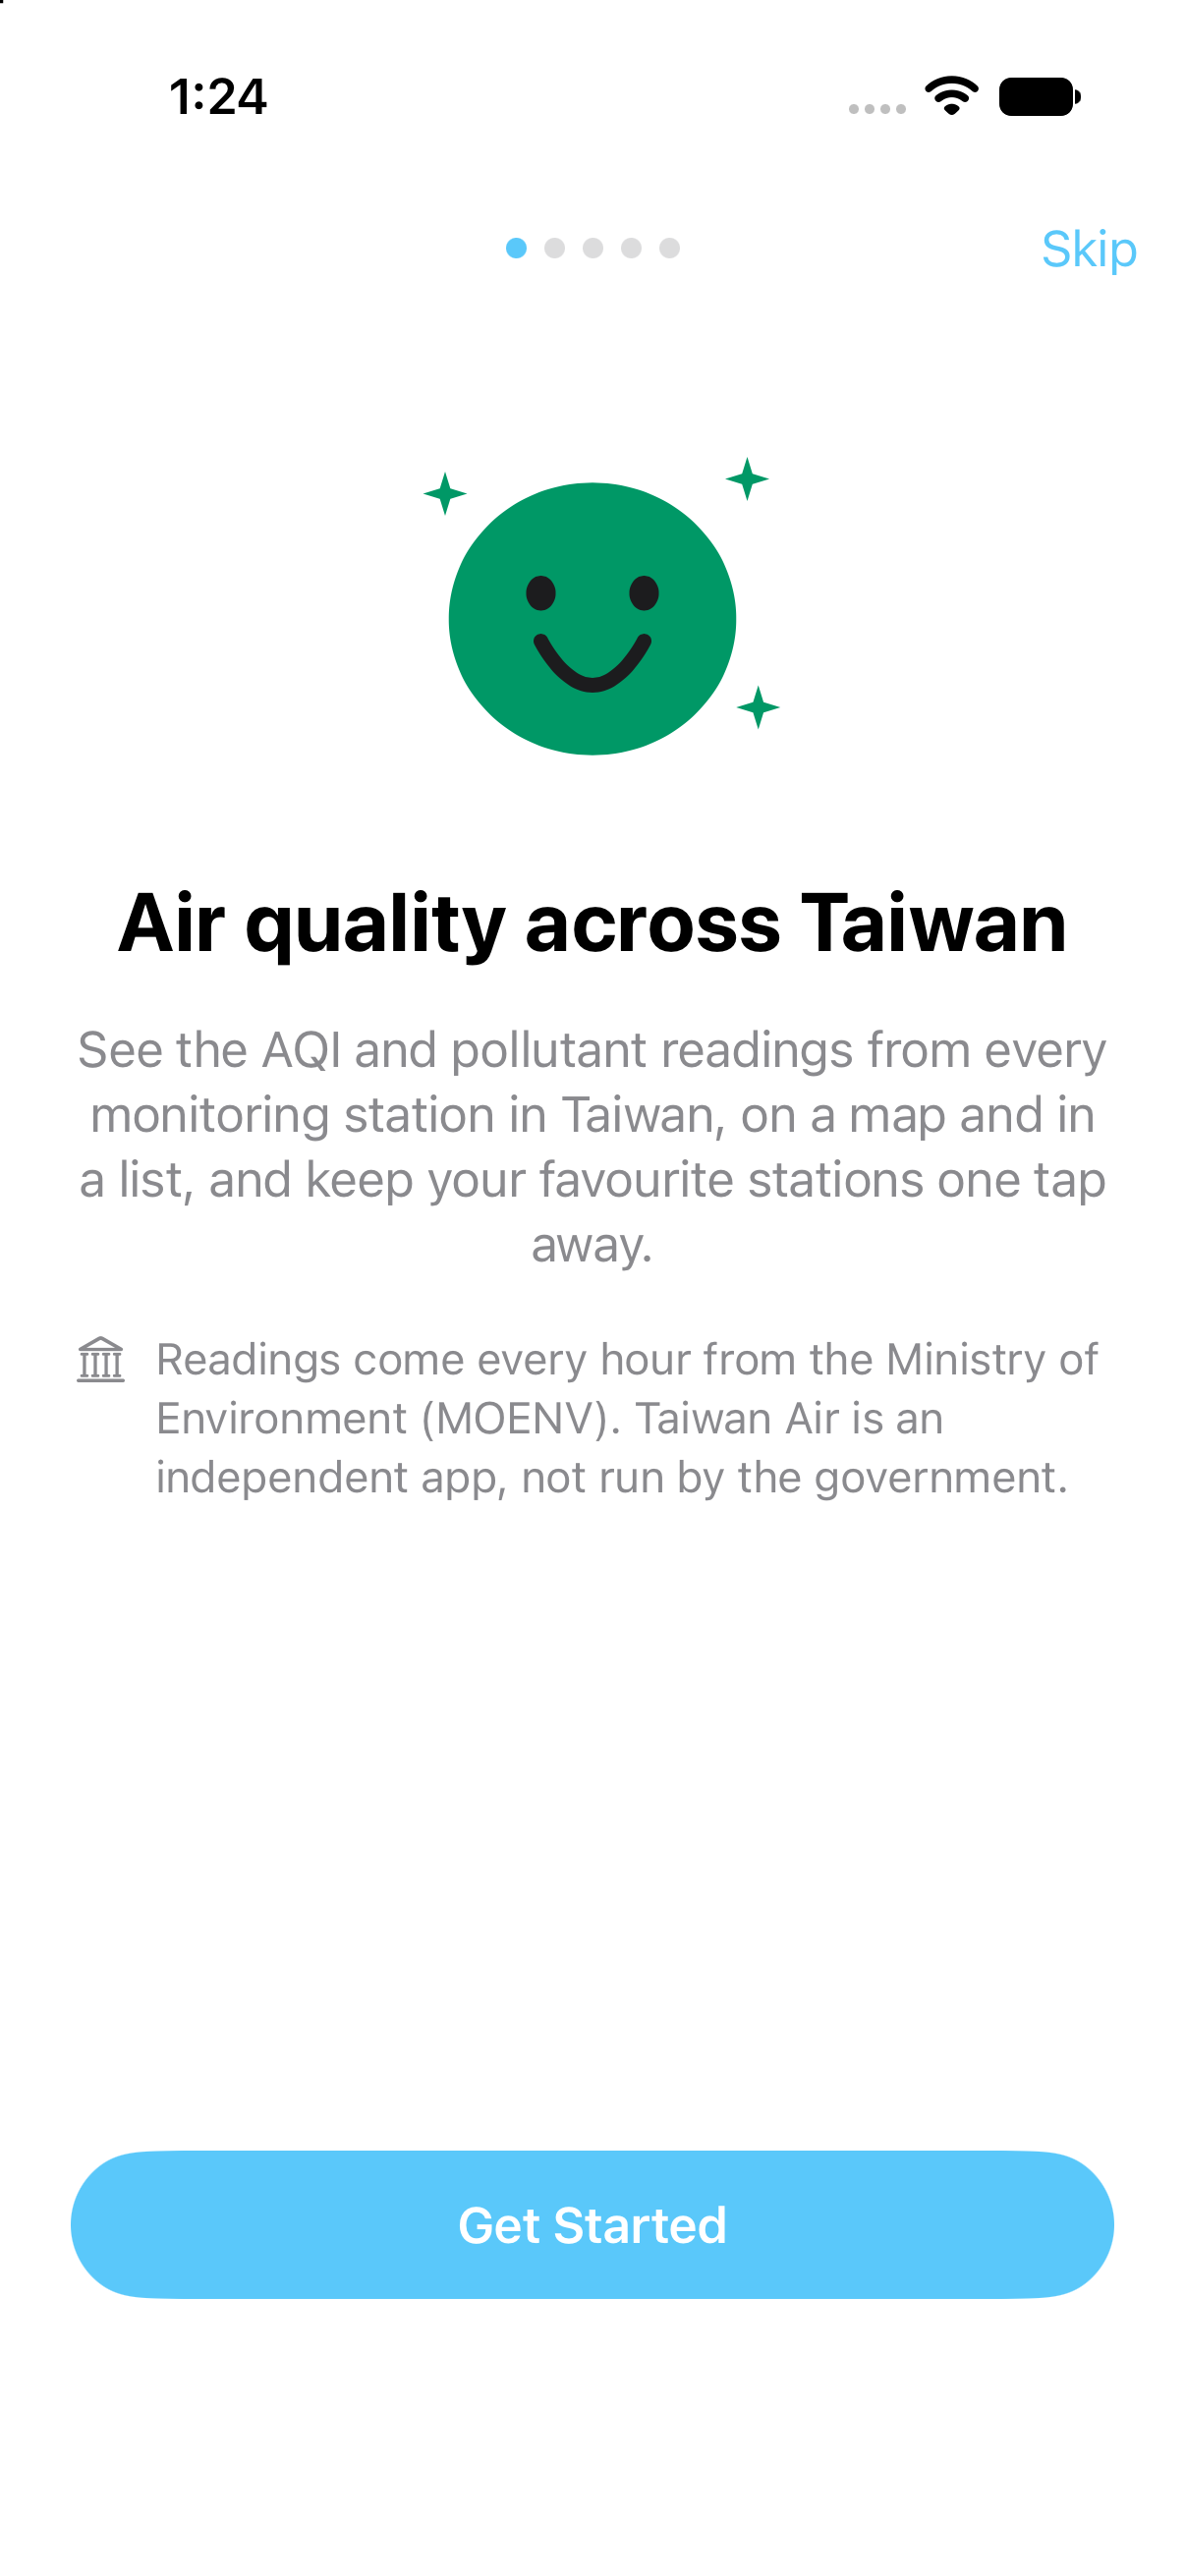 1:24
Skip
Air quality across Taiwan
See the AQI and pollutant readings from every
monitoring station in Taiwan, on a map and in
a list, and keep your favourite stations one tap
away.
Readings come every hour from the Ministry of
Environment (MOENV). Taiwan Air is an
independent app, not run by the government.
Get Started